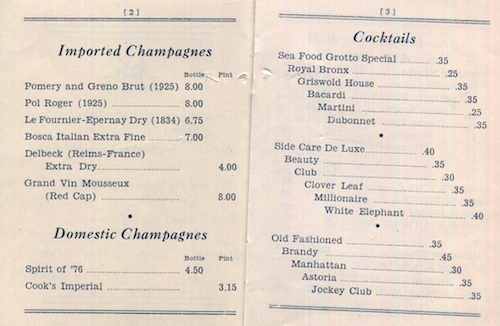 [2]
Imported Champagnes
Bottle Pint
Pomery and Greno Brut (1925) 8.00
Pol Roger (1925) 8.00
Le Fournier-Epernay Dry (1834) 6.75
Bosca Italian Extra Fine 7.00
Delbeck (Reims-France)
Extra Dry 4.00
Grand Vin Mousseux
(Red Cap) 8.00
Domestic Champagnes
Bottle Pint
Spirit of '76 4.50
Cook's Imperial 3.15
[3]
Cocktails
Sea Food Grotto Special .35
Royal Bronx .25
Griswold House .35
Bacardi .35
Martini .25
Dubonnet .35
Side Care De Luxe .40
Beauty .35
Club .30
Clover Leaf .35
Millionaire .35
White Elephant .40
Old Fashioned .35
Brandy .45
Manhattan .30
Astoria .35
Jockey Club .35